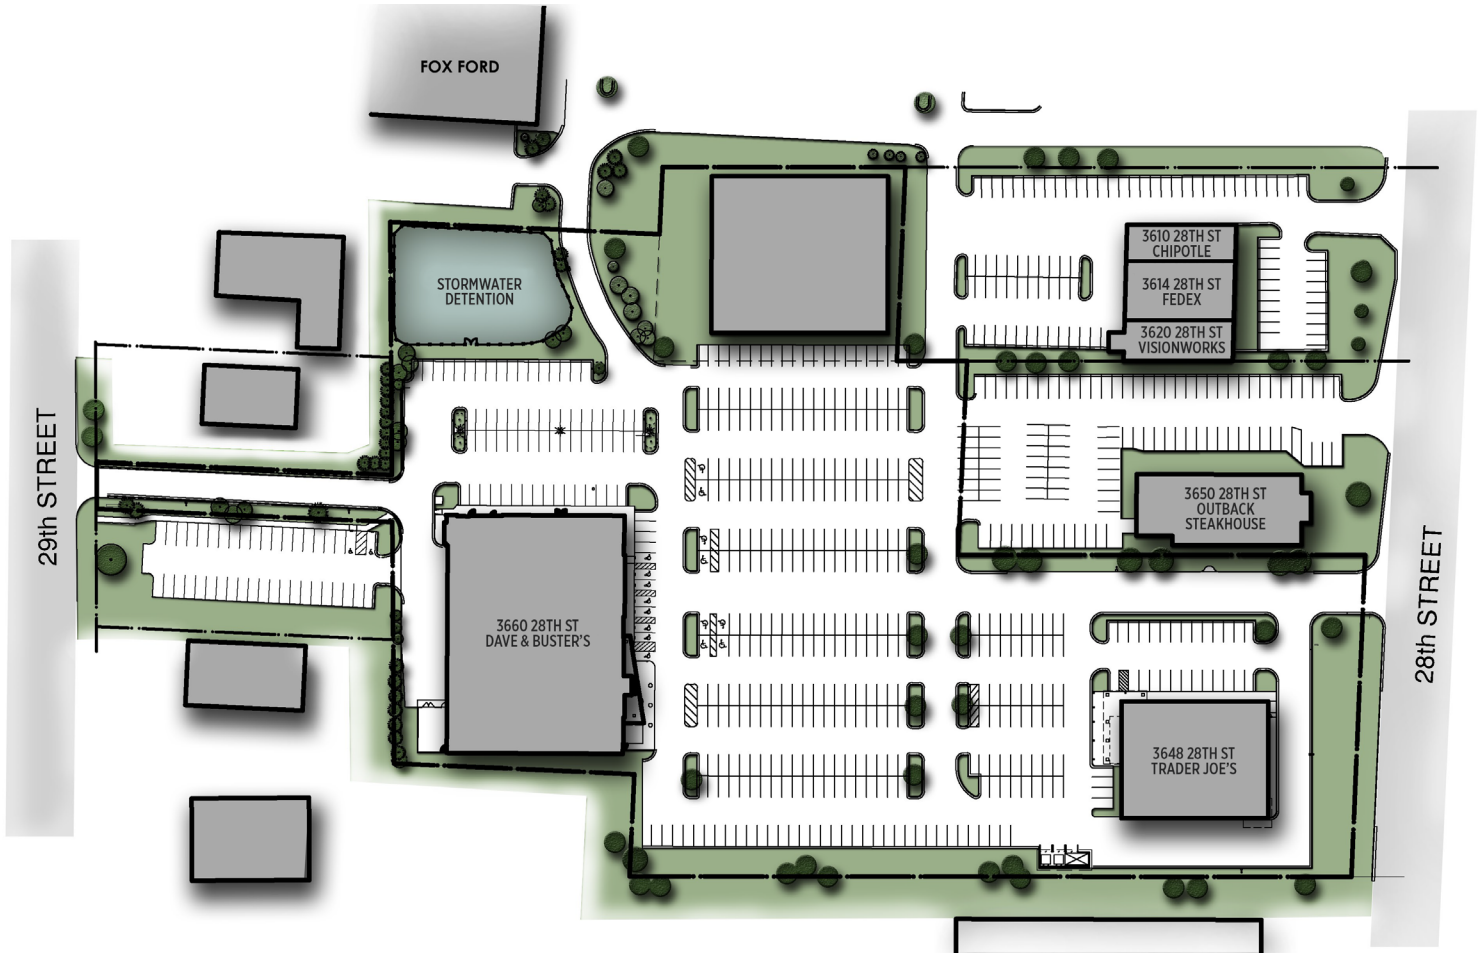 FOX FORD
3610 28TH ST
CHIPOTLE
STORMWATER
DETENTION
3614 28TH ST
FEDEX
3620 28TH ST
VISIONWORKS
29th STREET
3650 28TH ST
OUTBACK
STEAKHOUSE
28th STREET
3660 28TH ST
DAVE & BUSTER'S
3648 28TH ST
TRADER JOE'S